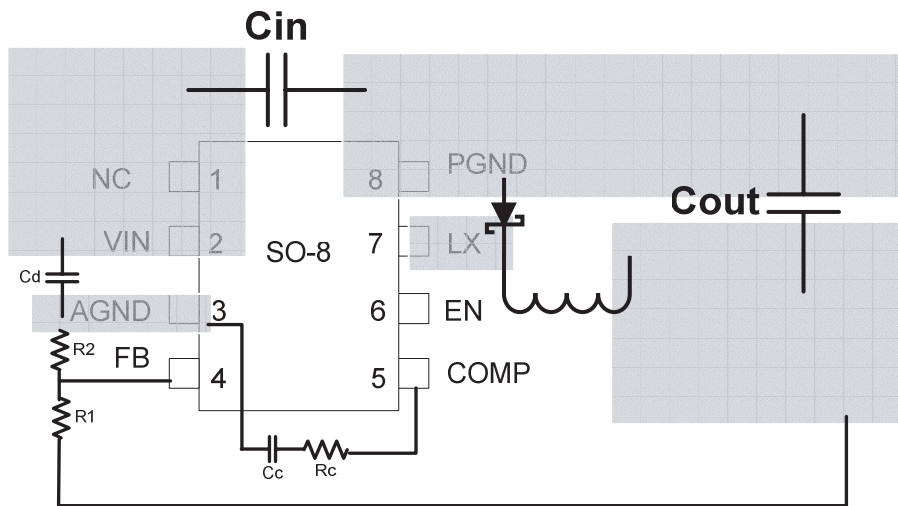 Cin
NC 1 8 PGND
Cout
VIN 2 SO-8 7 LX
Cd
AGND 3 6 EN
R2 FB 4 5 COMP
R1
Cc Rc